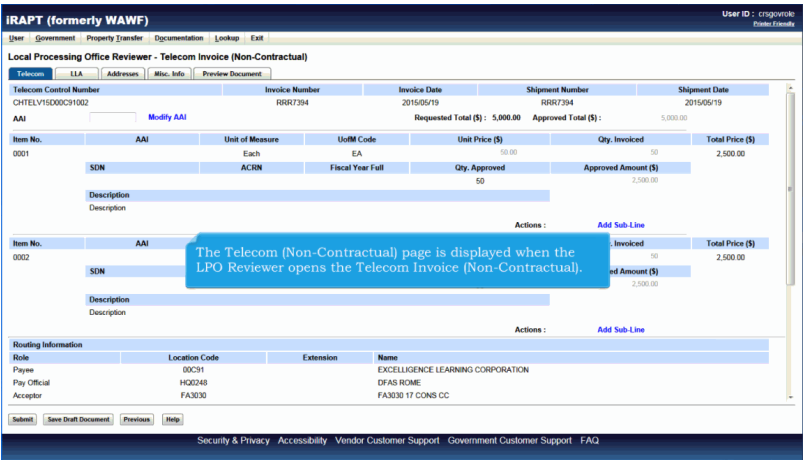 iRAPT (formerly WAWF)
User ID : crsgovrole
Printer Friendly
User Government Property Transfer Documentation Lookup Exit
Local Processing Office Reviewer - Telecom Invoice (Non-Contractual)
Telecom LLA Addresses Misc. Info Preview Document
Telecom Control Number Invoice Number Invoice Date Shipment Number Shipment Date
CHTELV15D00C91002 RRR7394 2015/05/19 RRR7394 2015/05/19
AAI Modify AAI Requested Total ($) : 5,000.00 Approved Total ($) : 5,000.00
Item No. AAI Unit of Measure UofM Code Unit Price ($) Qty. Invoiced Total Price ($)
0001 Each EA 50.00 50 2,500.00
SDN ACRN Fiscal Year Full Qty. Approved Approved Amount ($)
50 2,500.00
Description
Description
Actions : Add Sub-Line
Item No. AAI . Invoiced Total Price ($)
0002 50 2,500.00
SDN ed Amount ($)
2,500.00
The Telecom (Non-Contractual) page is displayed when the
LPO Reviewer opens the Telecom Invoice (Non-Contractual).
Description
Description
Actions : Add Sub-Line
Routing Information
Role Location Code Extension Name
Payee 00C91 EXCELLIGENCE LEARNING CORPORATION
Pay Official HQ0248 DFAS ROME
Acceptor FA3030 FA3030 17 CONS CC
Submit Save Draft Document Previous Help
Security & Privacy Accessibility Vendor Customer Support Government Customer Support FAQ